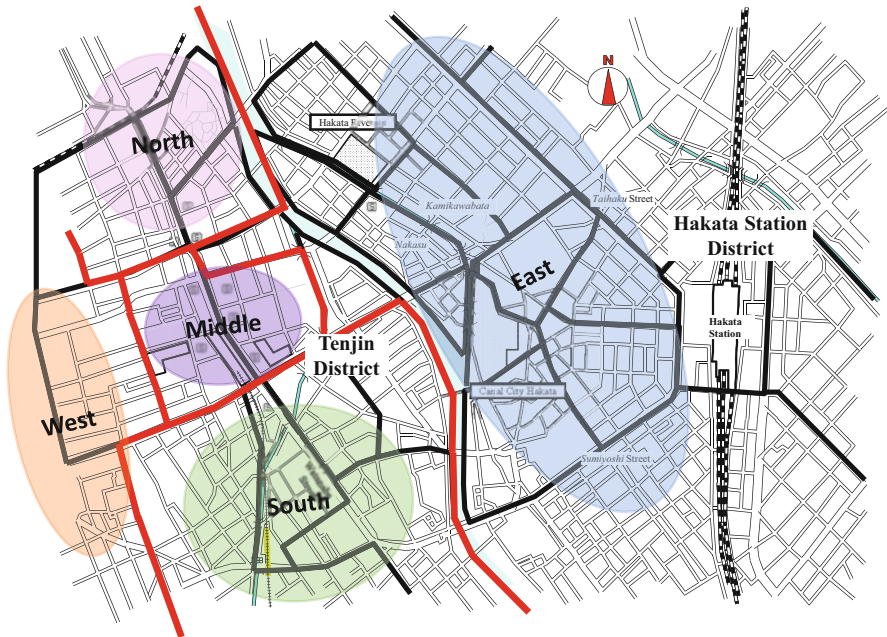 N
North
Hakata
Kamikawabata
Taihaku Street
Nakasu
Hakata Station
District
East
Middle
Hakata
Station
Tenjin
District
Canal City Hakata
West
Sumiyoshi Street
South